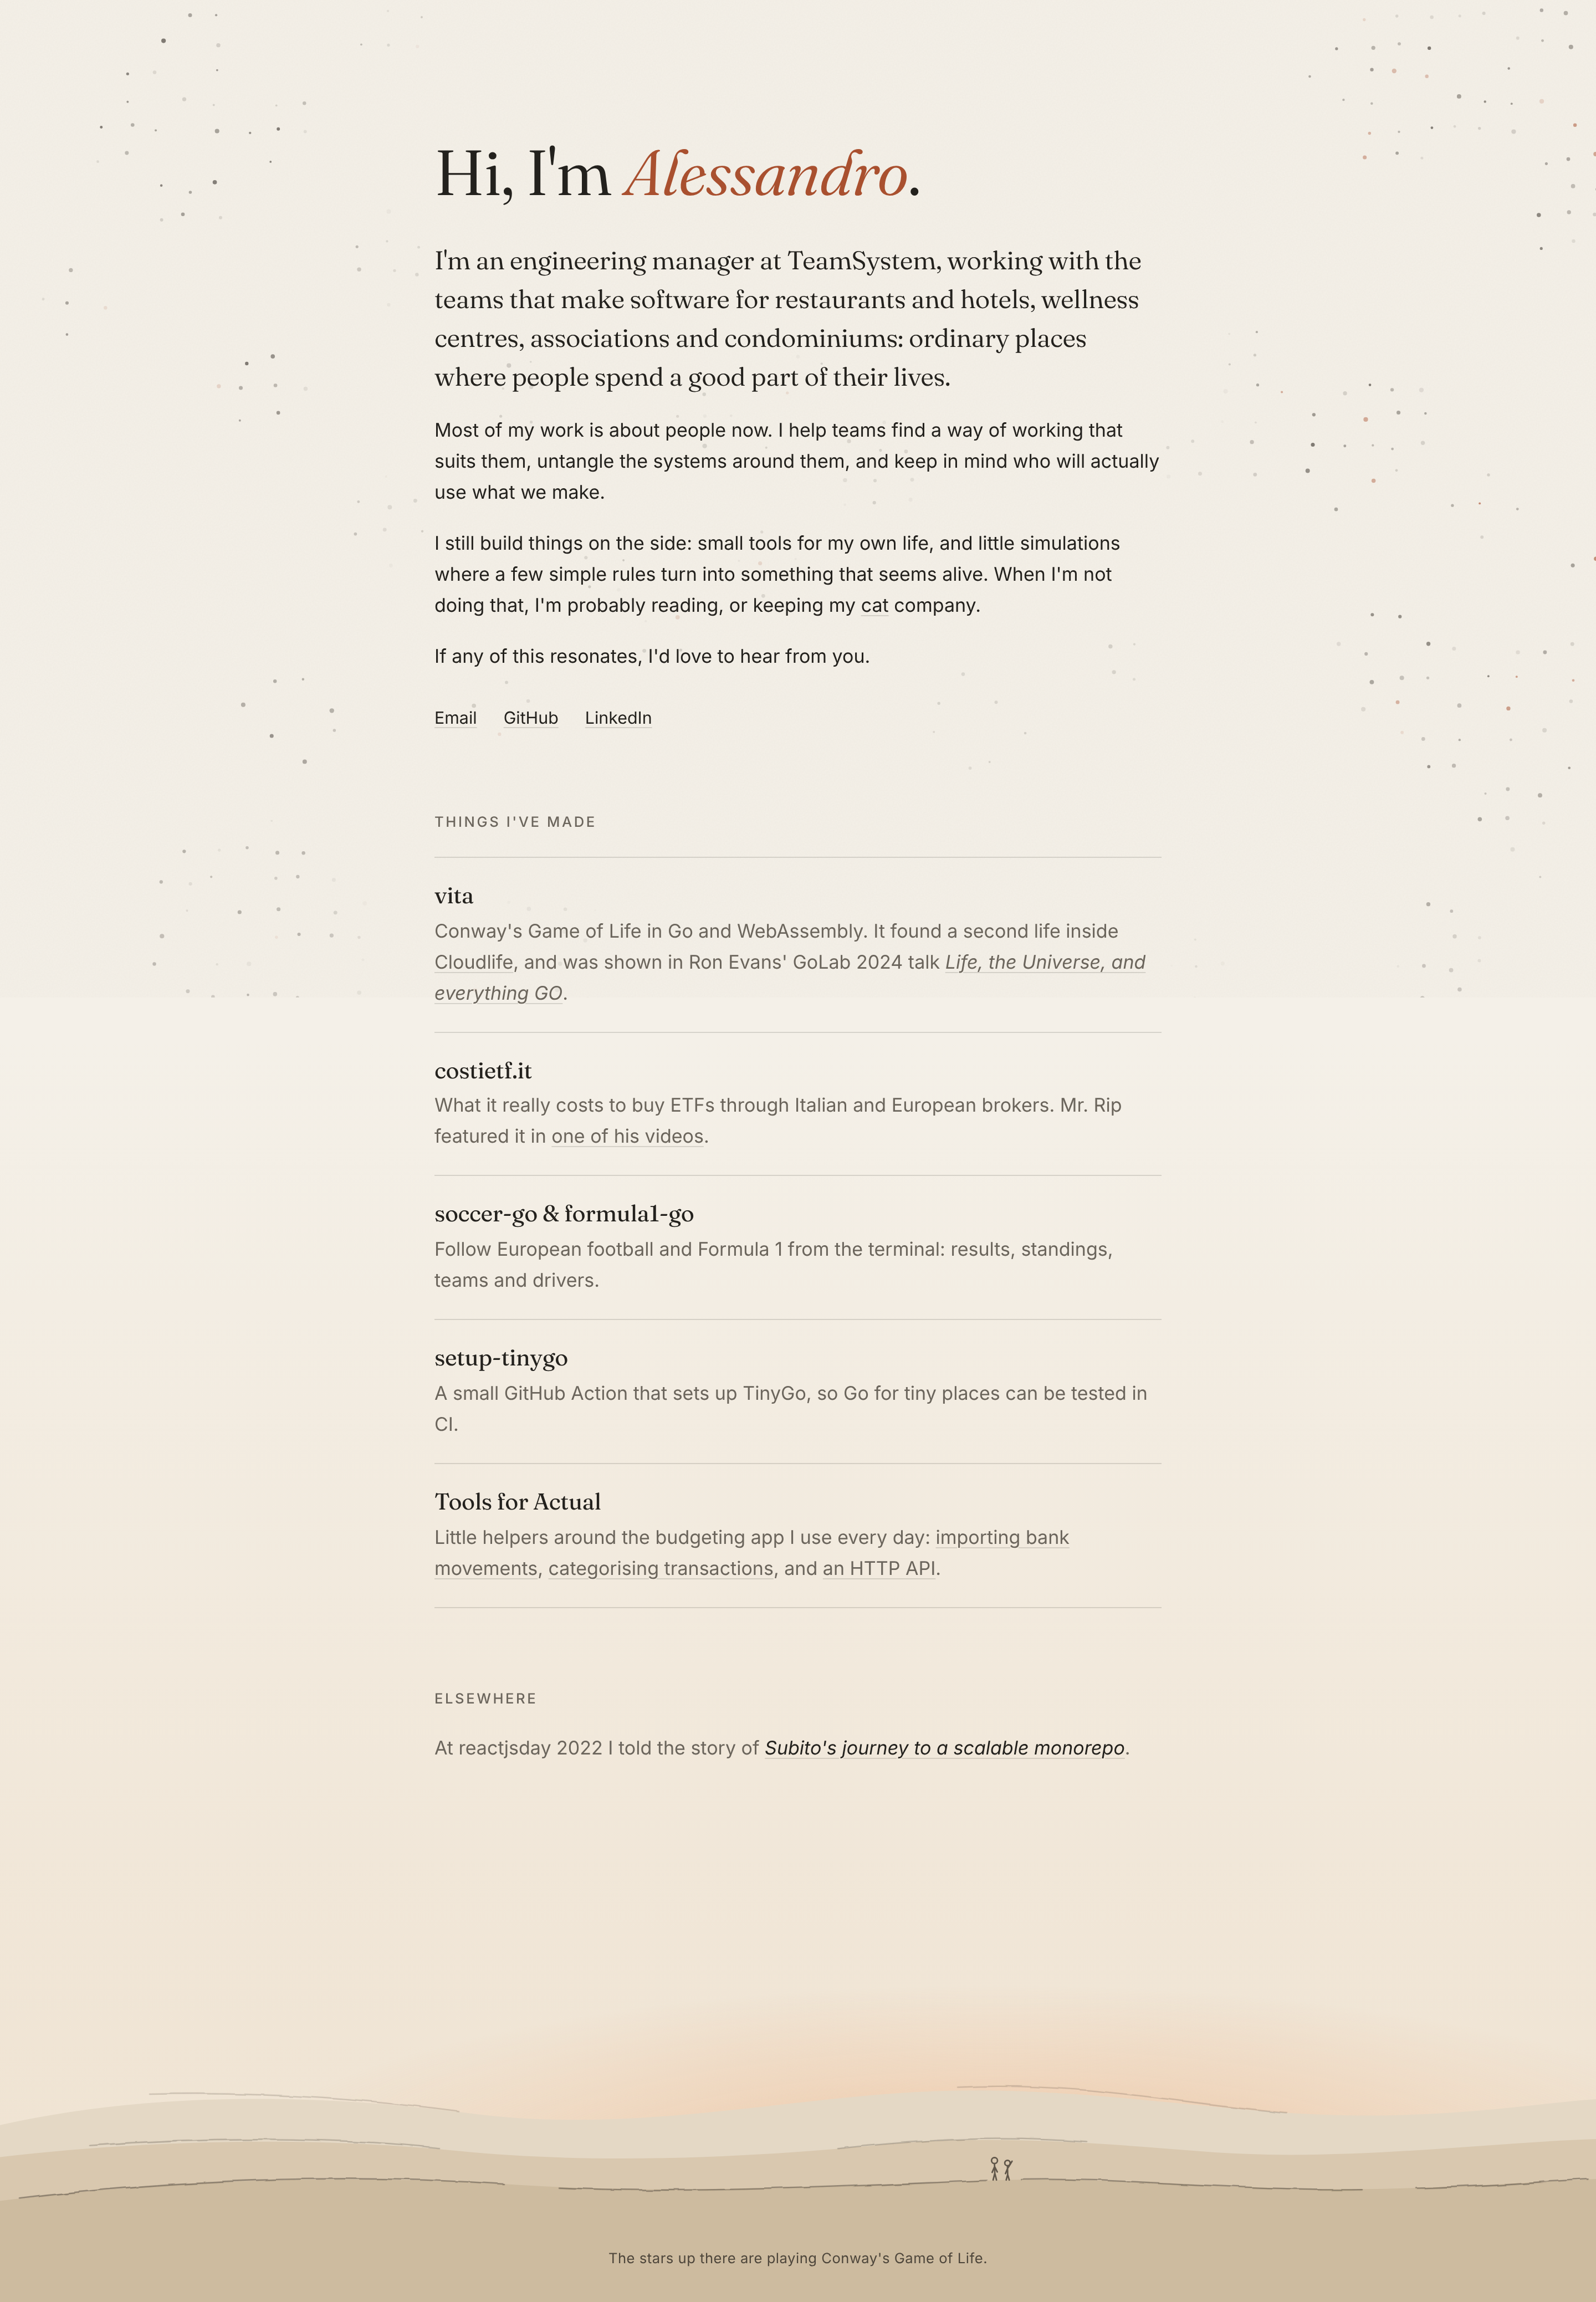 Hi, I'm Alessandro.
I'm an engineering manager at TeamSystem, working with the
teams that make software for restaurants and hotels, wellness
centres, associations and condominiums: ordinary places
where people spend a good part of their lives.
Most of my work is about people now. I help teams find a way of working that
suits them, untangle the systems around them, and keep in mind who will actually
use what we make.
I still build things on the side: small tools for my own life, and little simulations
where a few simple rules turn into something that seems alive. When I'm not
doing that, I'm probably reading, or keeping my cat company.
If any of this resonates, I'd love to hear from you.
Email GitHub LinkedIn
THINGS I'VE MADE
vita
Conway's Game of Life in Go and WebAssembly. It found a second life inside
Cloudlife, and was shown in Ron Evans' GoLab 2024 talk Life, the Universe, and
everything GO.
costietf.it
What it really costs to buy ETFs through Italian and European brokers. Mr. Rip
featured it in one of his videos.
soccer-go & formula1-go
Follow European football and Formula 1 from the terminal: results, standings,
teams and drivers.
setup-tinygo
A small GitHub Action that sets up TinyGo, so Go for tiny places can be tested in
CI.
Tools for Actual
Little helpers around the budgeting app I use every day: importing bank
movements, categorising transactions, and an HTTP API.
ELSEWHERE
At reactjsday 2022 I told the story of Subito's journey to a scalable monorepo.
The stars up there are playing Conway's Game of Life.